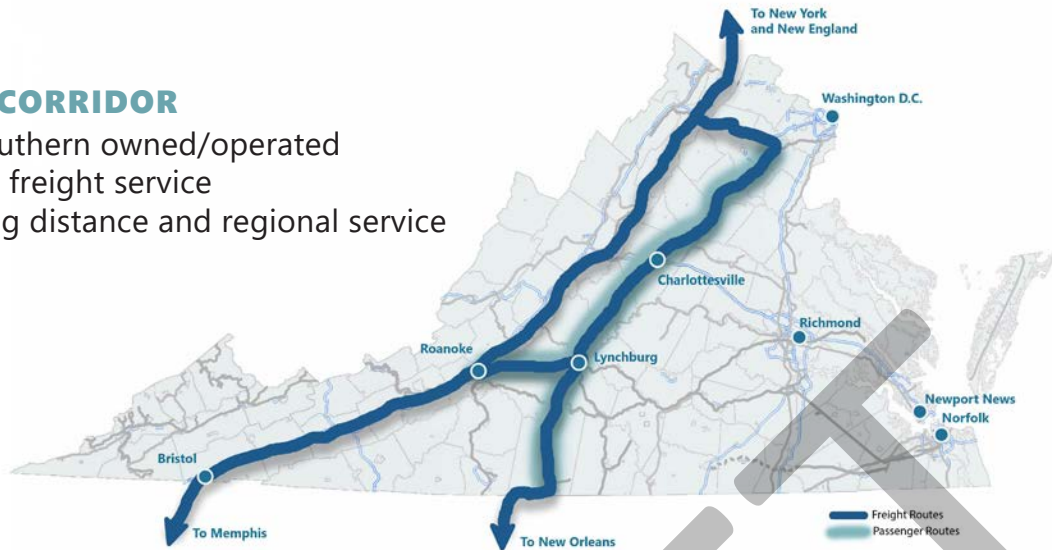 To New York
and New England
CORRIDOR
Washington D.C.
owned/operated
freight service
distance and regional service
Charlottesville
Richmond
Roanoke
Lynchburg
Newport News
Norfolk
Bristol
Freight Routes
Passenger Routes
To Memphis
To New Orleans